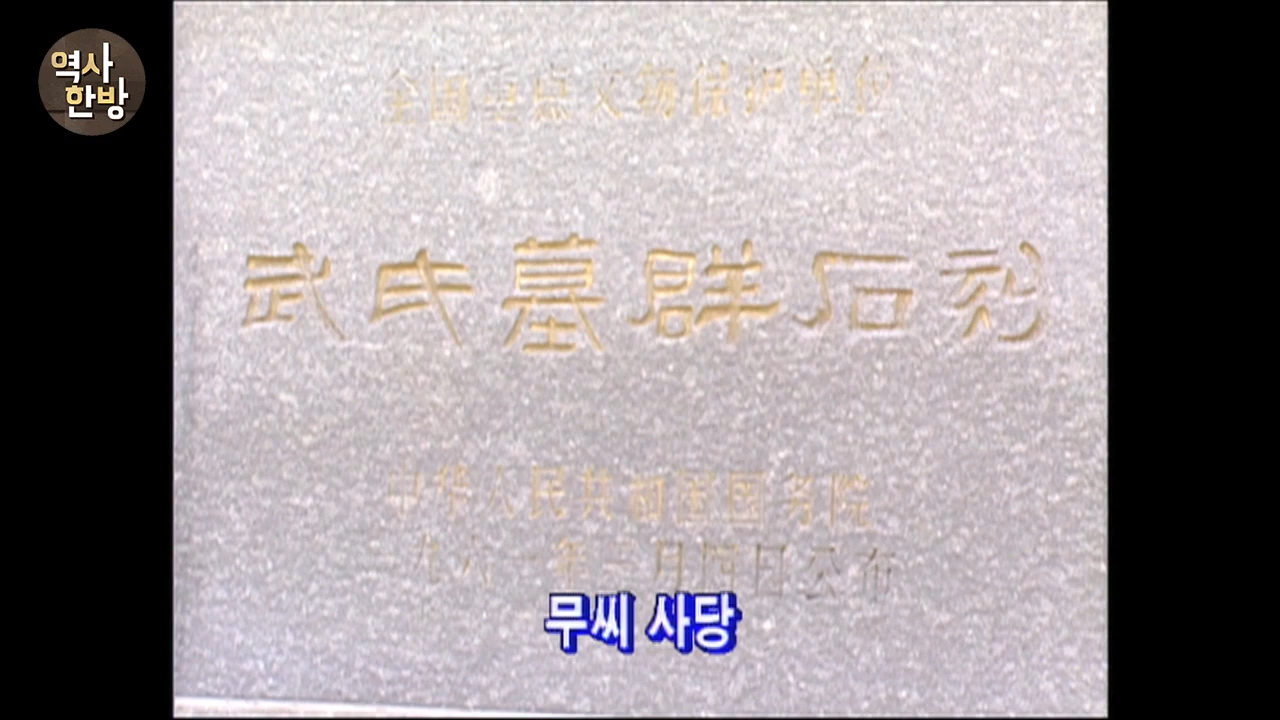 역사
한방
全国重点文物保护单位
武氏墓群石刻
中华人民共和国国务院
一九六一年三月四日公布
무씨 사당